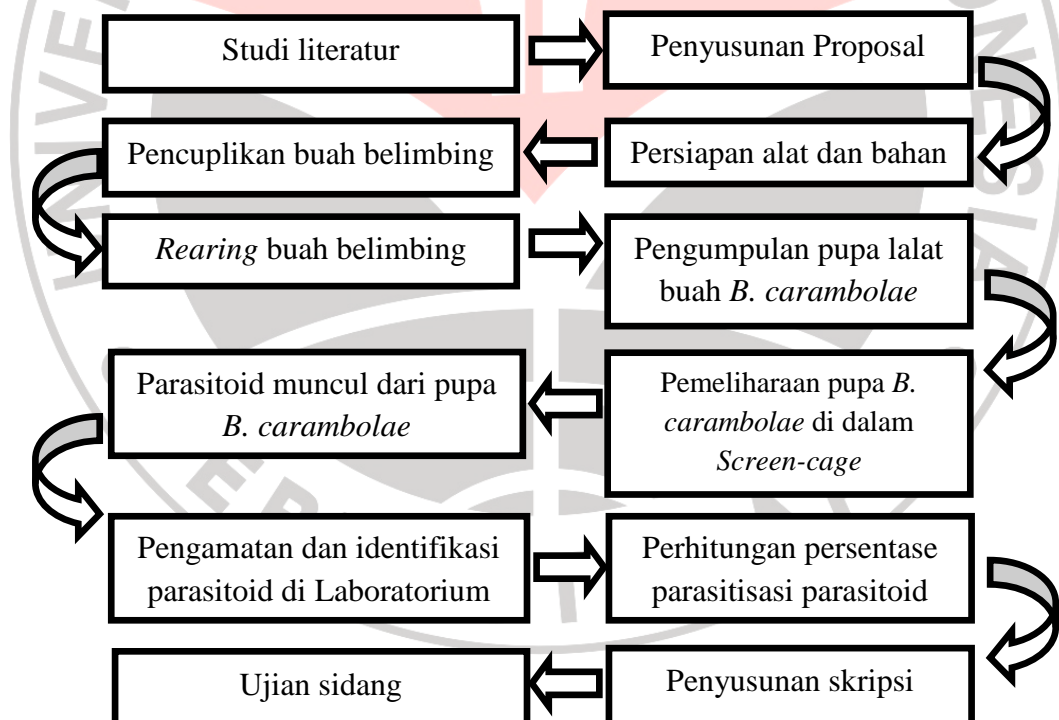 Studi literatur
Penyusunan Proposal
Persiapan alat dan bahan
Pencuplikan buah belimbing
Rearing buah belimbing
Pengumpulan pupa lalat
buah B. carambolae
Pemeliharaan pupa B.
carambolae di dalam
Screen-cage
Parasitoid muncul dari pupa
B. carambolae
Pengamatan dan identifikasi
parasitoid di Laboratorium
Perhitungan persentase
parasitisasi parasitoid
Penyusunan skripsi
Ujian sidang